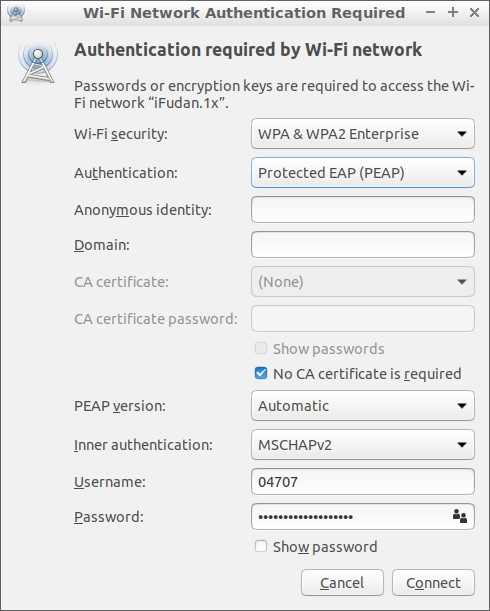 Wi-Fi Network Authentication Required
Authentication required by Wi-Fi network
Passwords or encryption keys are required to access the Wi-
Fi network “iFudan.1x”.
Wi-Fi security: WPA & WPA2 Enterprise
Authentication: Protected EAP (PEAP)
Anonymous identity:
Domain:
CA certificate: (None)
CA certificate password:
Show passwords
No CA certificate is required
PEAP version: Automatic
Inner authentication: MSCHAPv2
Username: 04707
Password: •••••••••••••••••••
Show password
Cancel Connect